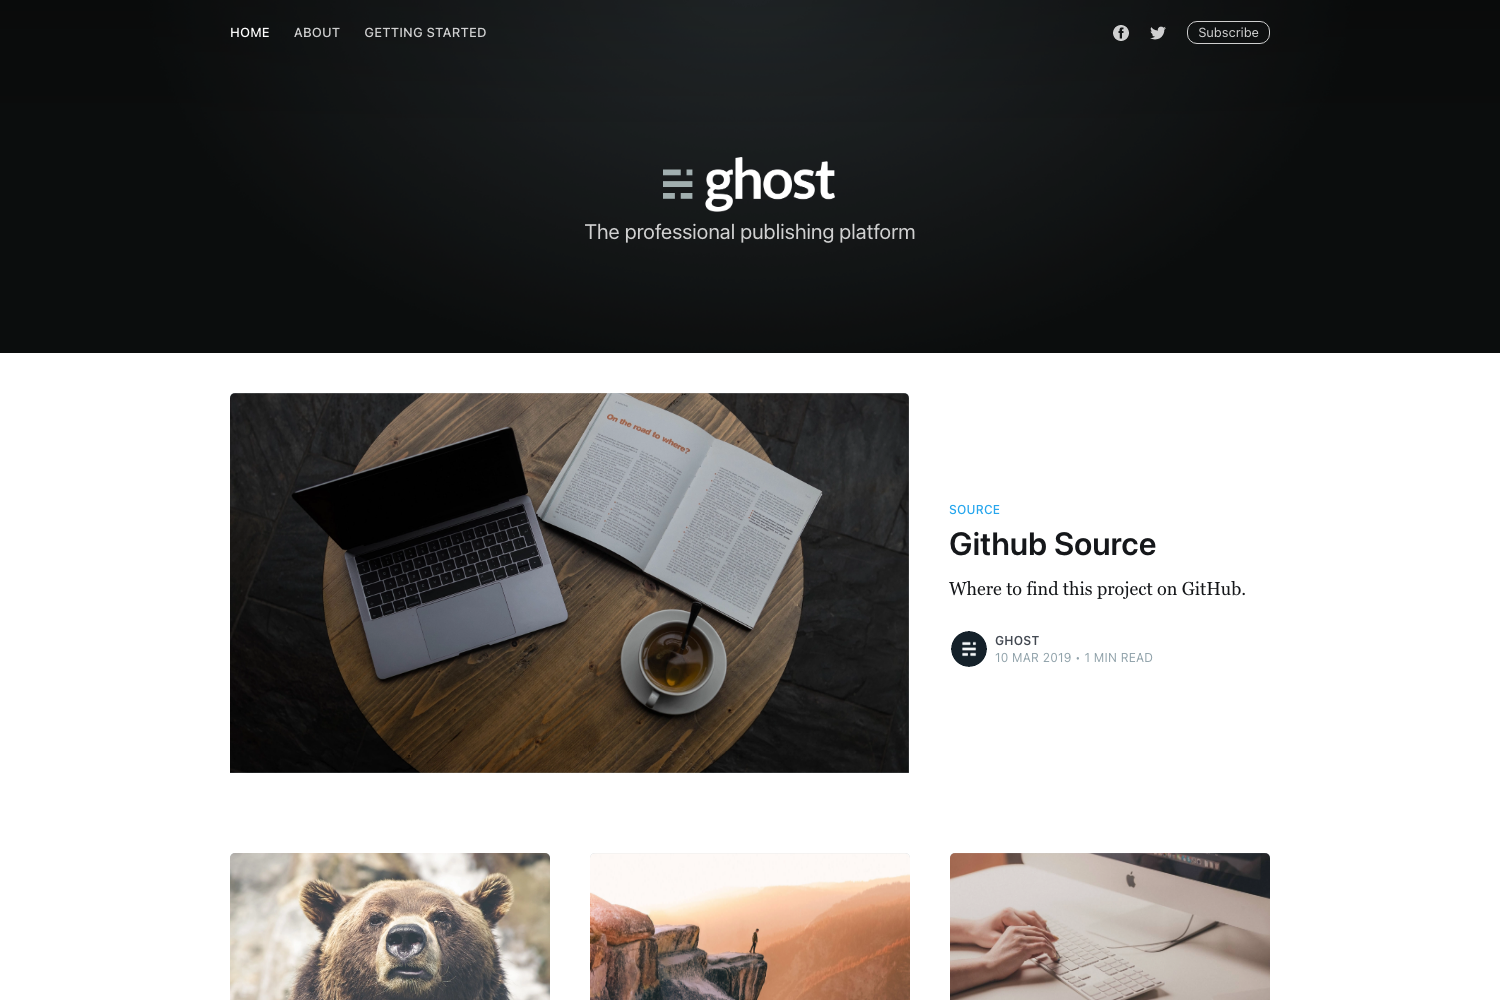 HOME ABOUT GETTING STARTED Subscribe
ghost
The professional publishing platform
On the road to where?
SOURCE
Github Source
Where to find this project on GitHub.
GHOST
10 MAR 2019 • 1 MIN READ